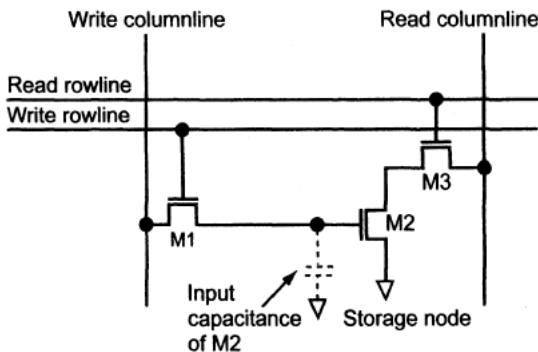 Write columnline
Read columnline
Read rowline
Write rowline
M3
M1
M2
Input
capacitance
of M2
Storage node